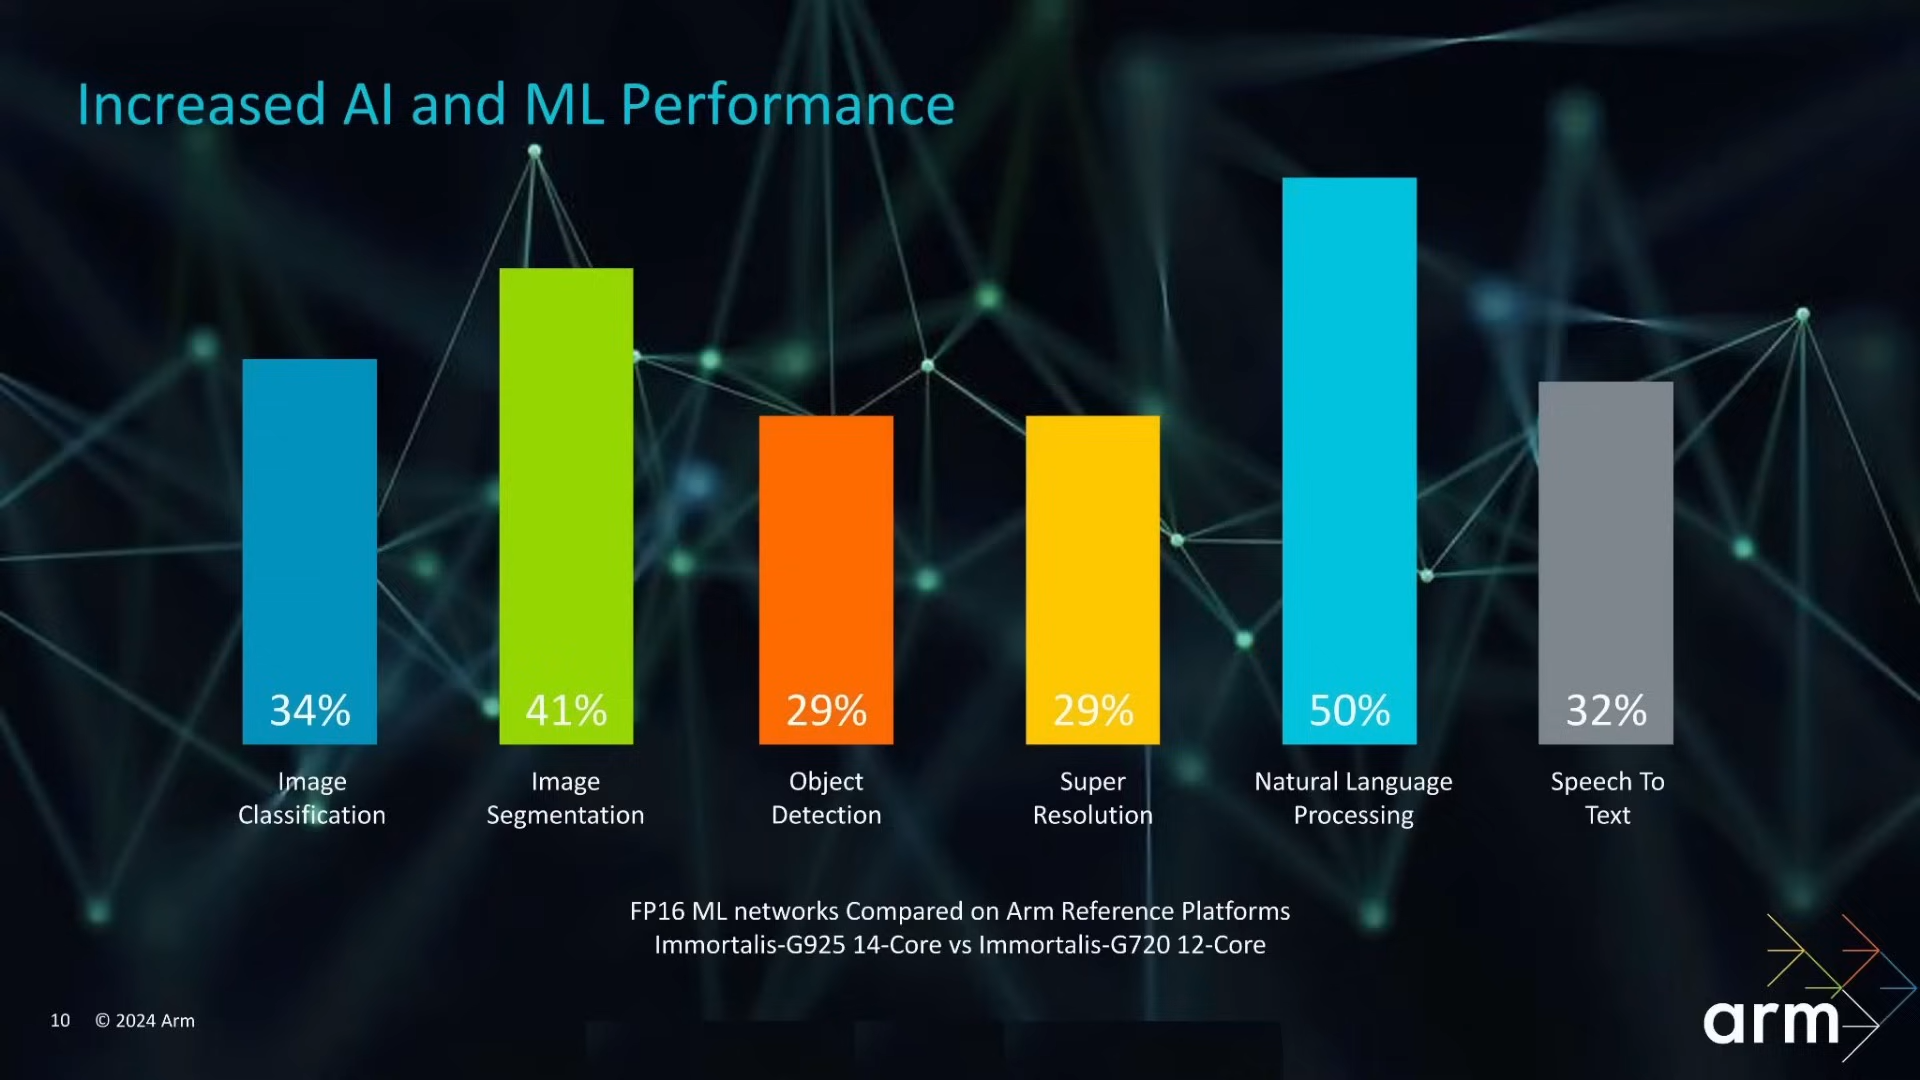 Increased AI and ML Performance
34%
41%
29%
29%
50%
32%
Image
Classification
Image
Segmentation
Object
Detection
Super
Resolution
Natural Language
Processing
Speech To
Text
FP16 ML networks Compared on Arm Reference Platforms
Immortalis-G925 14-Core vs Immortalis-G720 12-Core
10 © 2024 Arm
arm